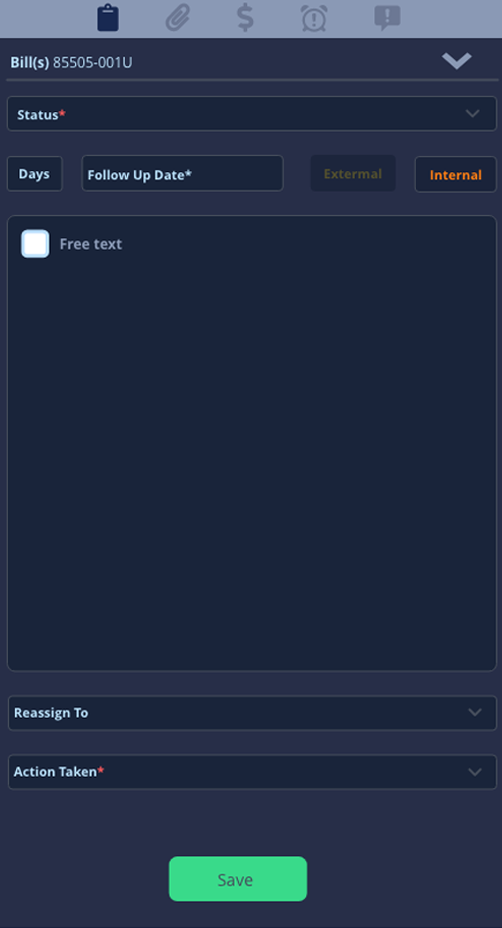 Bill(s) 85505-001U
Status*
Days Follow Up Date* Extermal Internal
Free text
Reassign To
Action Taken*
Save